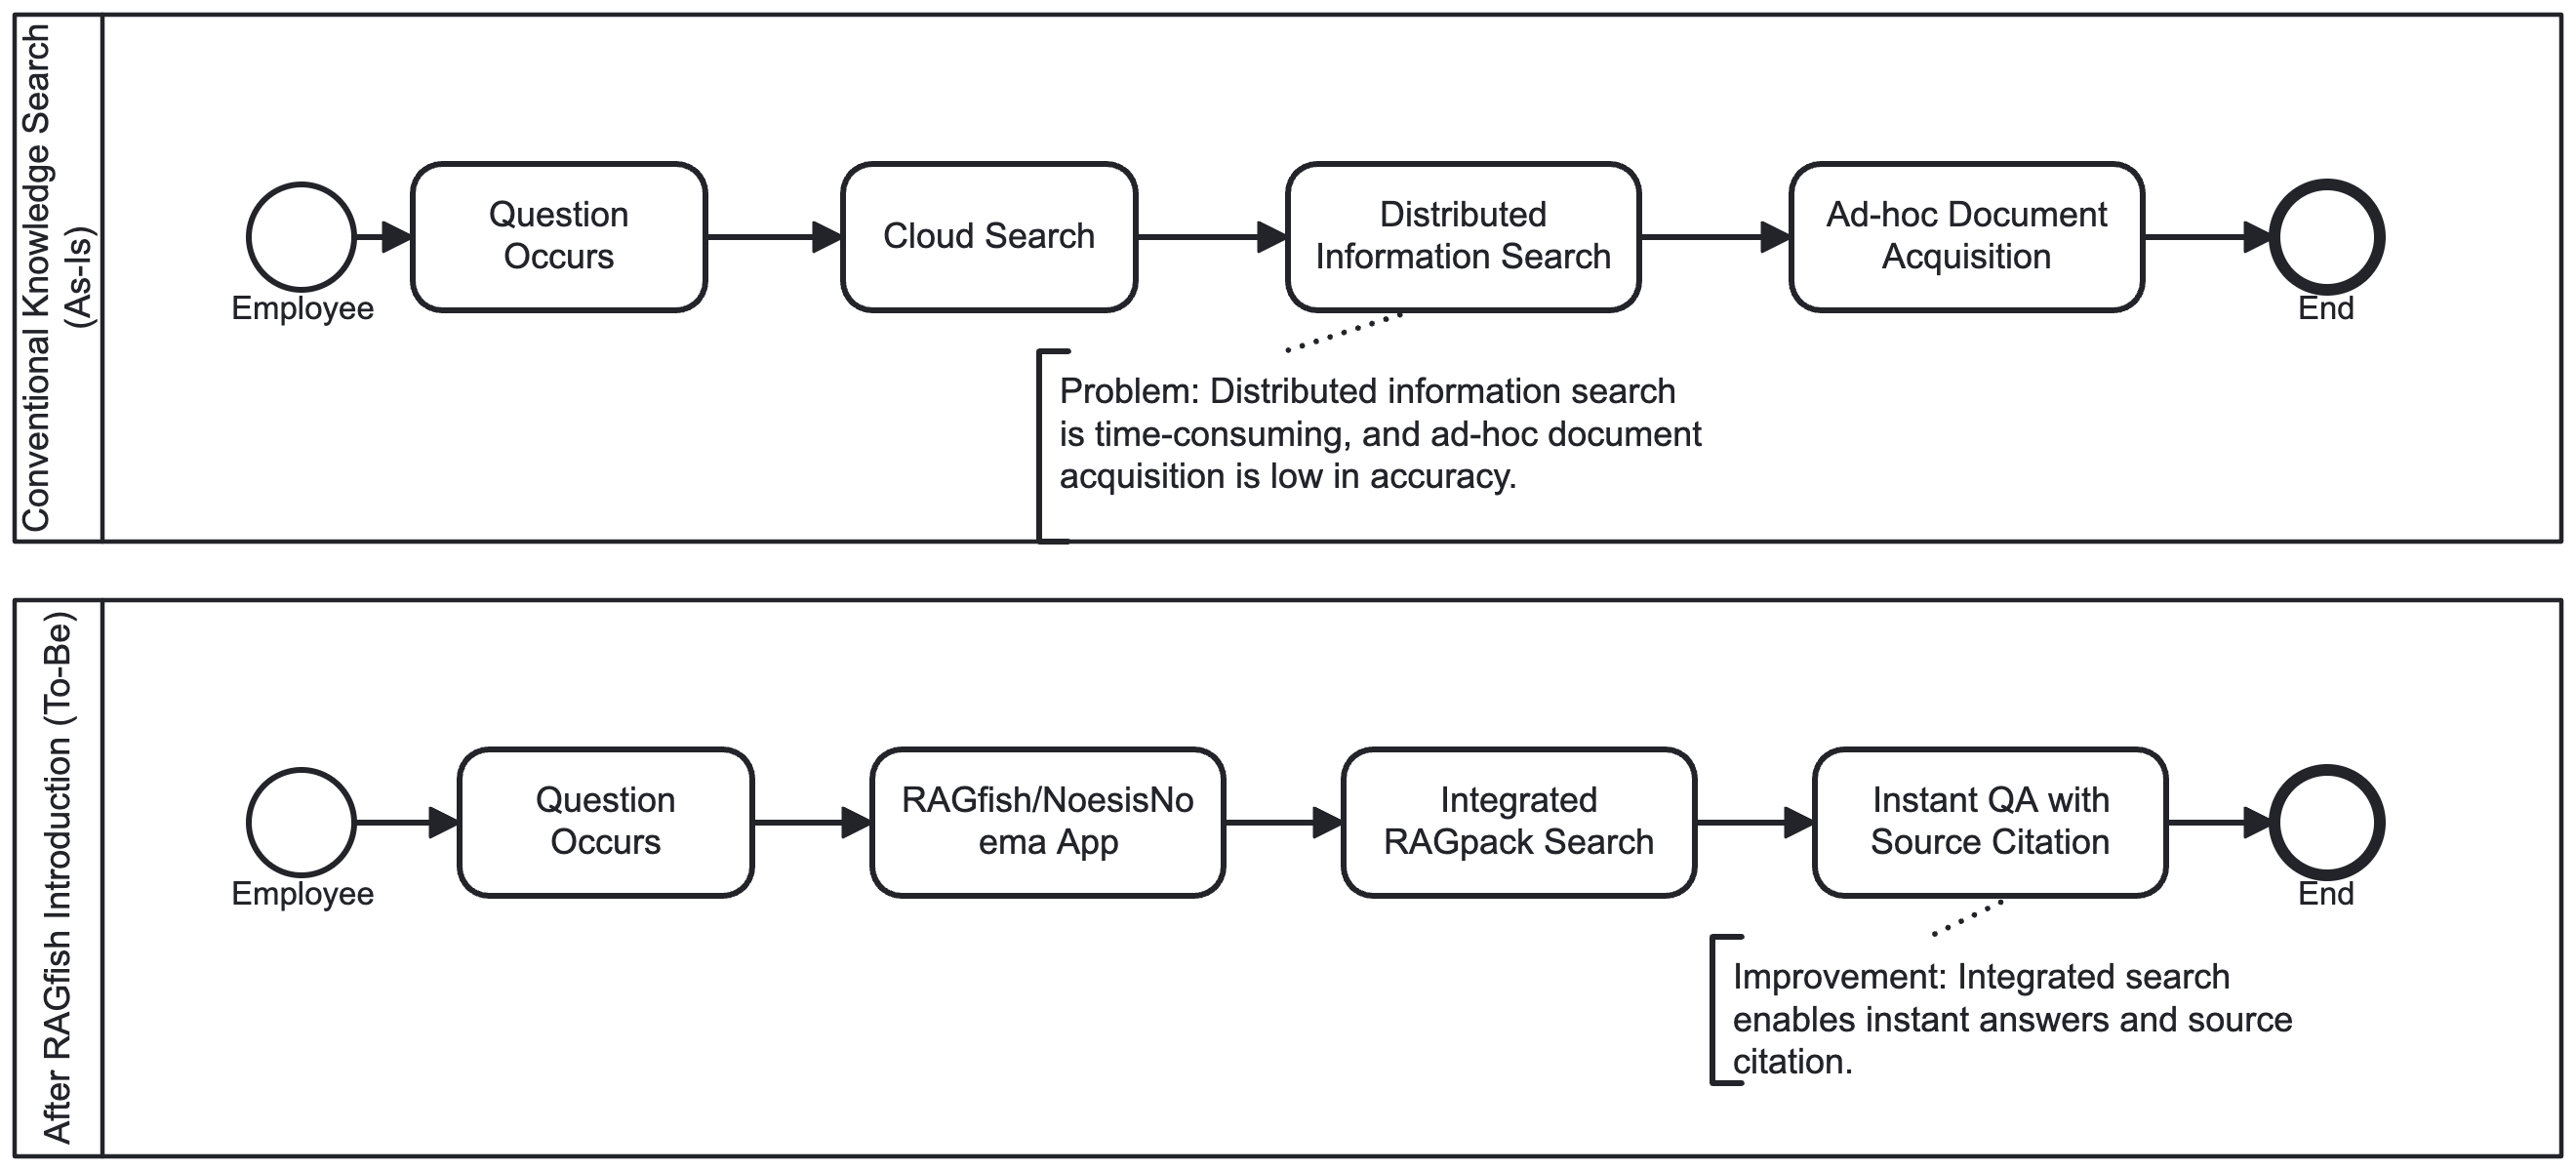 Conventional Knowledge Search
(As-Is)
Employee
Question
Occurs
Cloud Search
Distributed
Information Search
Ad-hoc Document
Acquisition
End
Problem: Distributed information search
is time-consuming, and ad-hoc document
acquisition is low in accuracy.
After RAGfish Introduction (To-Be)
Employee
Question
Occurs
RAGfish/NoesisNo
ema App
Integrated
RAGpack Search
Instant QA with
Source Citation
End
Improvement: Integrated search
enables instant answers and source
citation.